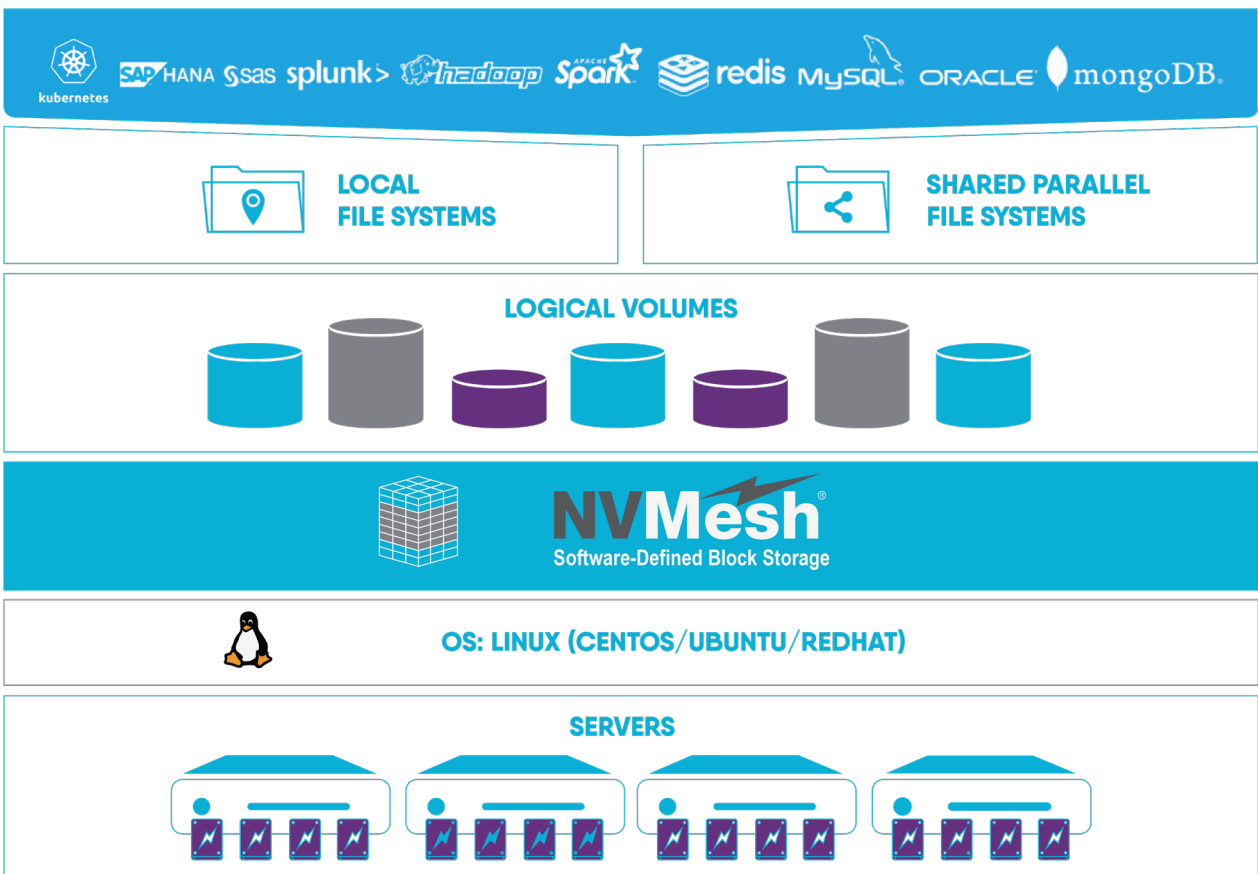 kubernetes
SAP HANA
sas
splunk>
hadoop
APACHE
Spark
redis
MySQL.
ORACLE
mongoDB.
LOCAL
FILE SYSTEMS
SHARED PARALLEL
FILE SYSTEMS
LOGICAL VOLUMES
NVMesh®
Software-Defined Block Storage
OS: LINUX (CENTOS/UBUNTU/REDHAT)
SERVERS